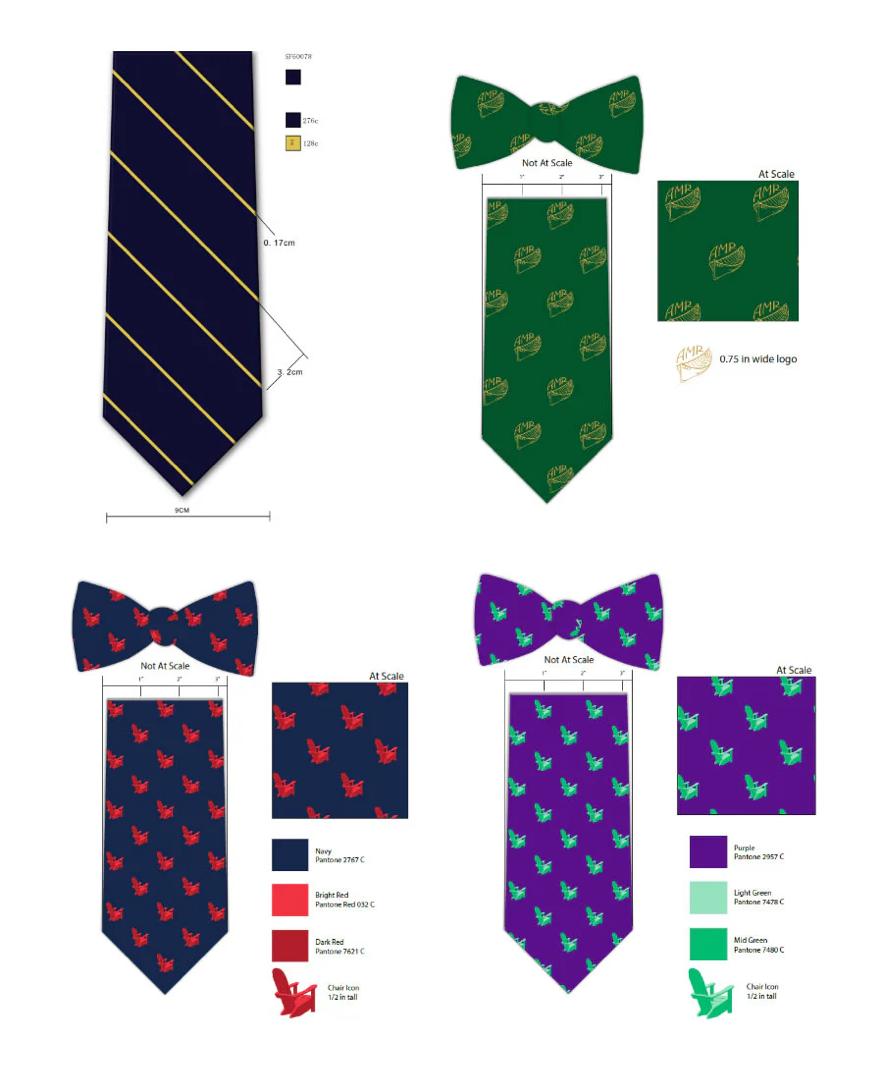 SF60078
276c
128c
0. 17cm
3. 2cm
9CM
Not At Scale
1"
2"
3"
At Scale
AMP
0.75 in wide logo
Not At Scale
1"
2"
3"
At Scale
Navy
Pantone 2767 C
Bright Red
Pantone Red 032 C
Dark Red
Pantone 7621 C
Chair Icon
1/2 in tall
Not At Scale
1"
2"
3"
At Scale
Purple
Pantone 2957 C
Light Green
Pantone 7478 C
Mid Green
Pantone 7480 C
Chair Icon
1/2 in tall